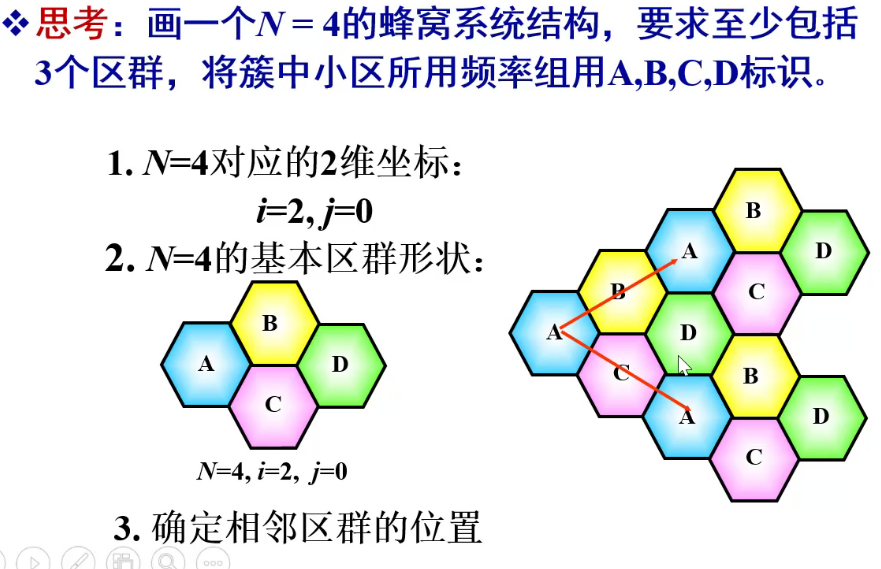 ❖思考：画一个N = 4的蜂窝系统结构，要求至少包括
3个区群，将簇中小区所用频率组用A,B,C,D标识。
1. N=4对应的2维坐标：
i=2, j=0
2. N=4的基本区群形状：
B
A
D
C
N=4, i=2, j=0
B
A
D
B
C
A
D
C
B
A
D
C
3. 确定相邻区群的位置